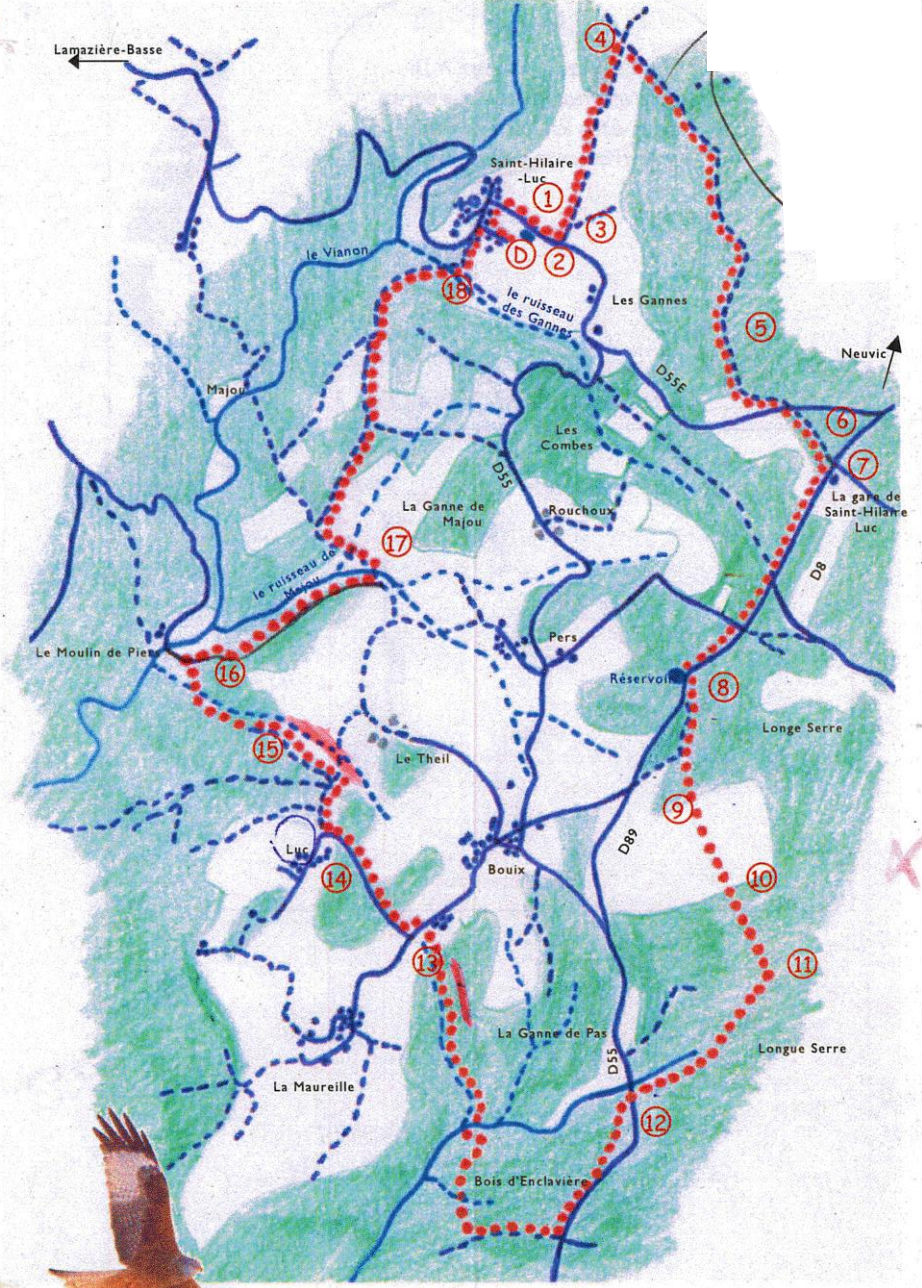 Lamazière-Basse
4
Saint-Hilaire
-Luc
1
3
D
2
le Vianon
18
le ruisseau
des Gannes
Les Gannes
5
Neuvic
D55E
Majou
6
Les
Combes
7
D55
La gare de
Saint-Hilaire
Luc
La Ganne de
Majou
Rouchoux
17
D8
le ruisseau de
Majou
Pers
Le Moulin de Piers
16
Réservoir
8
Longe Serre
15
Le Theil
9
D89
Luc
Bouix
14
10
13
11
La Ganne de Pas
D55
Longue Serre
La Maureille
12
Bois d'Enclavière